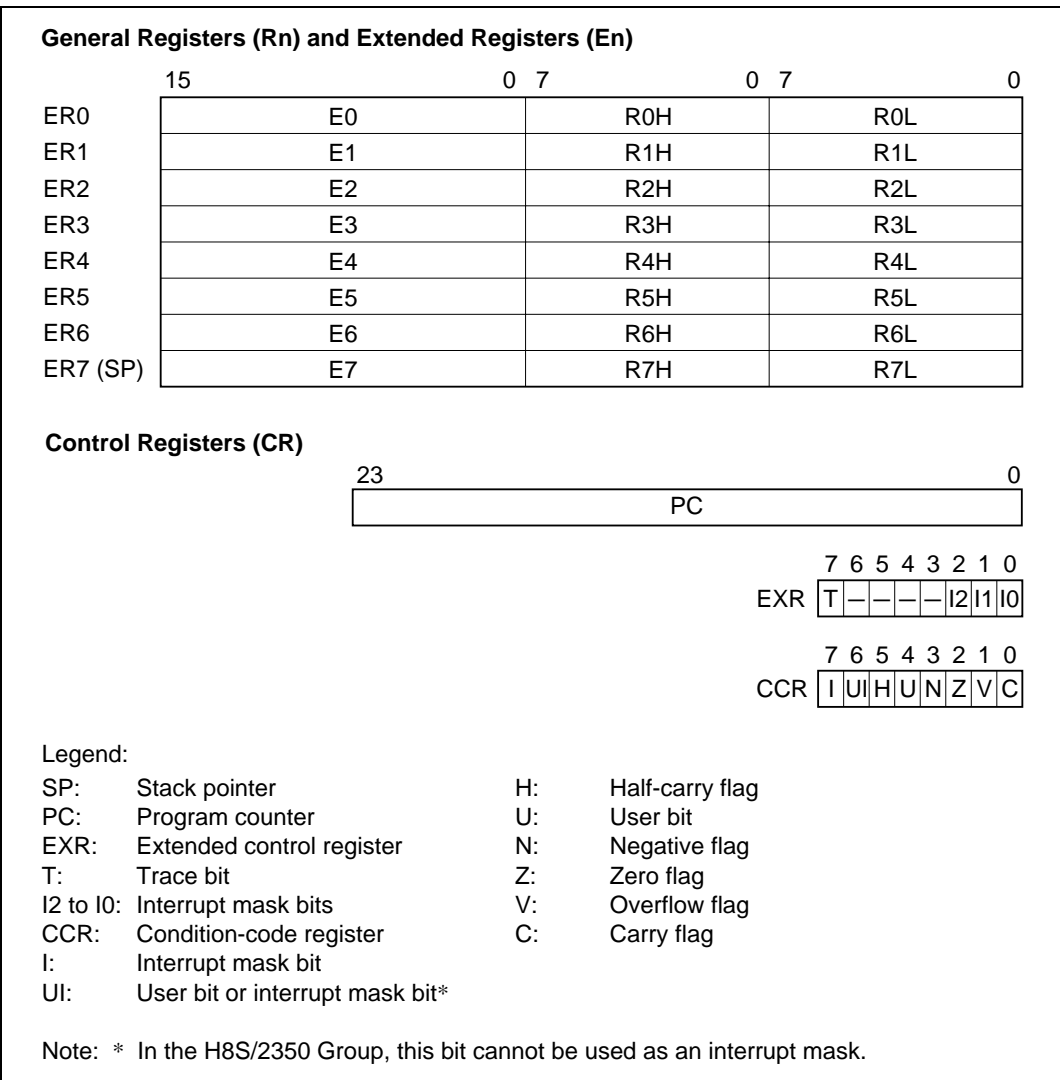 General Registers (Rn) and Extended Registers (En)
15 0 7 0 7 0
ER0 E0 R0H R0L
ER1 E1 R1H R1L
ER2 E2 R2H R2L
ER3 E3 R3H R3L
ER4 E4 R4H R4L
ER5 E5 R5H R5L
ER6 E6 R6H R6L
ER7 (SP) E7 R7H R7L
Control Registers (CR)
23 0
PC
7 6 5 4 3 2 1 0
EXR T — — — — I2 I1 I0
7 6 5 4 3 2 1 0
CCR I UI H U N Z V C
Legend:
SP: Stack pointer H: Half-carry flag
PC: Program counter U: User bit
EXR: Extended control register N: Negative flag
T: Trace bit Z: Zero flag
I2 to I0: Interrupt mask bits V: Overflow flag
CCR: Condition-code register C: Carry flag
I: Interrupt mask bit
UI: User bit or interrupt mask bit*
Note: * In the H8S/2350 Group, this bit cannot be used as an interrupt mask.